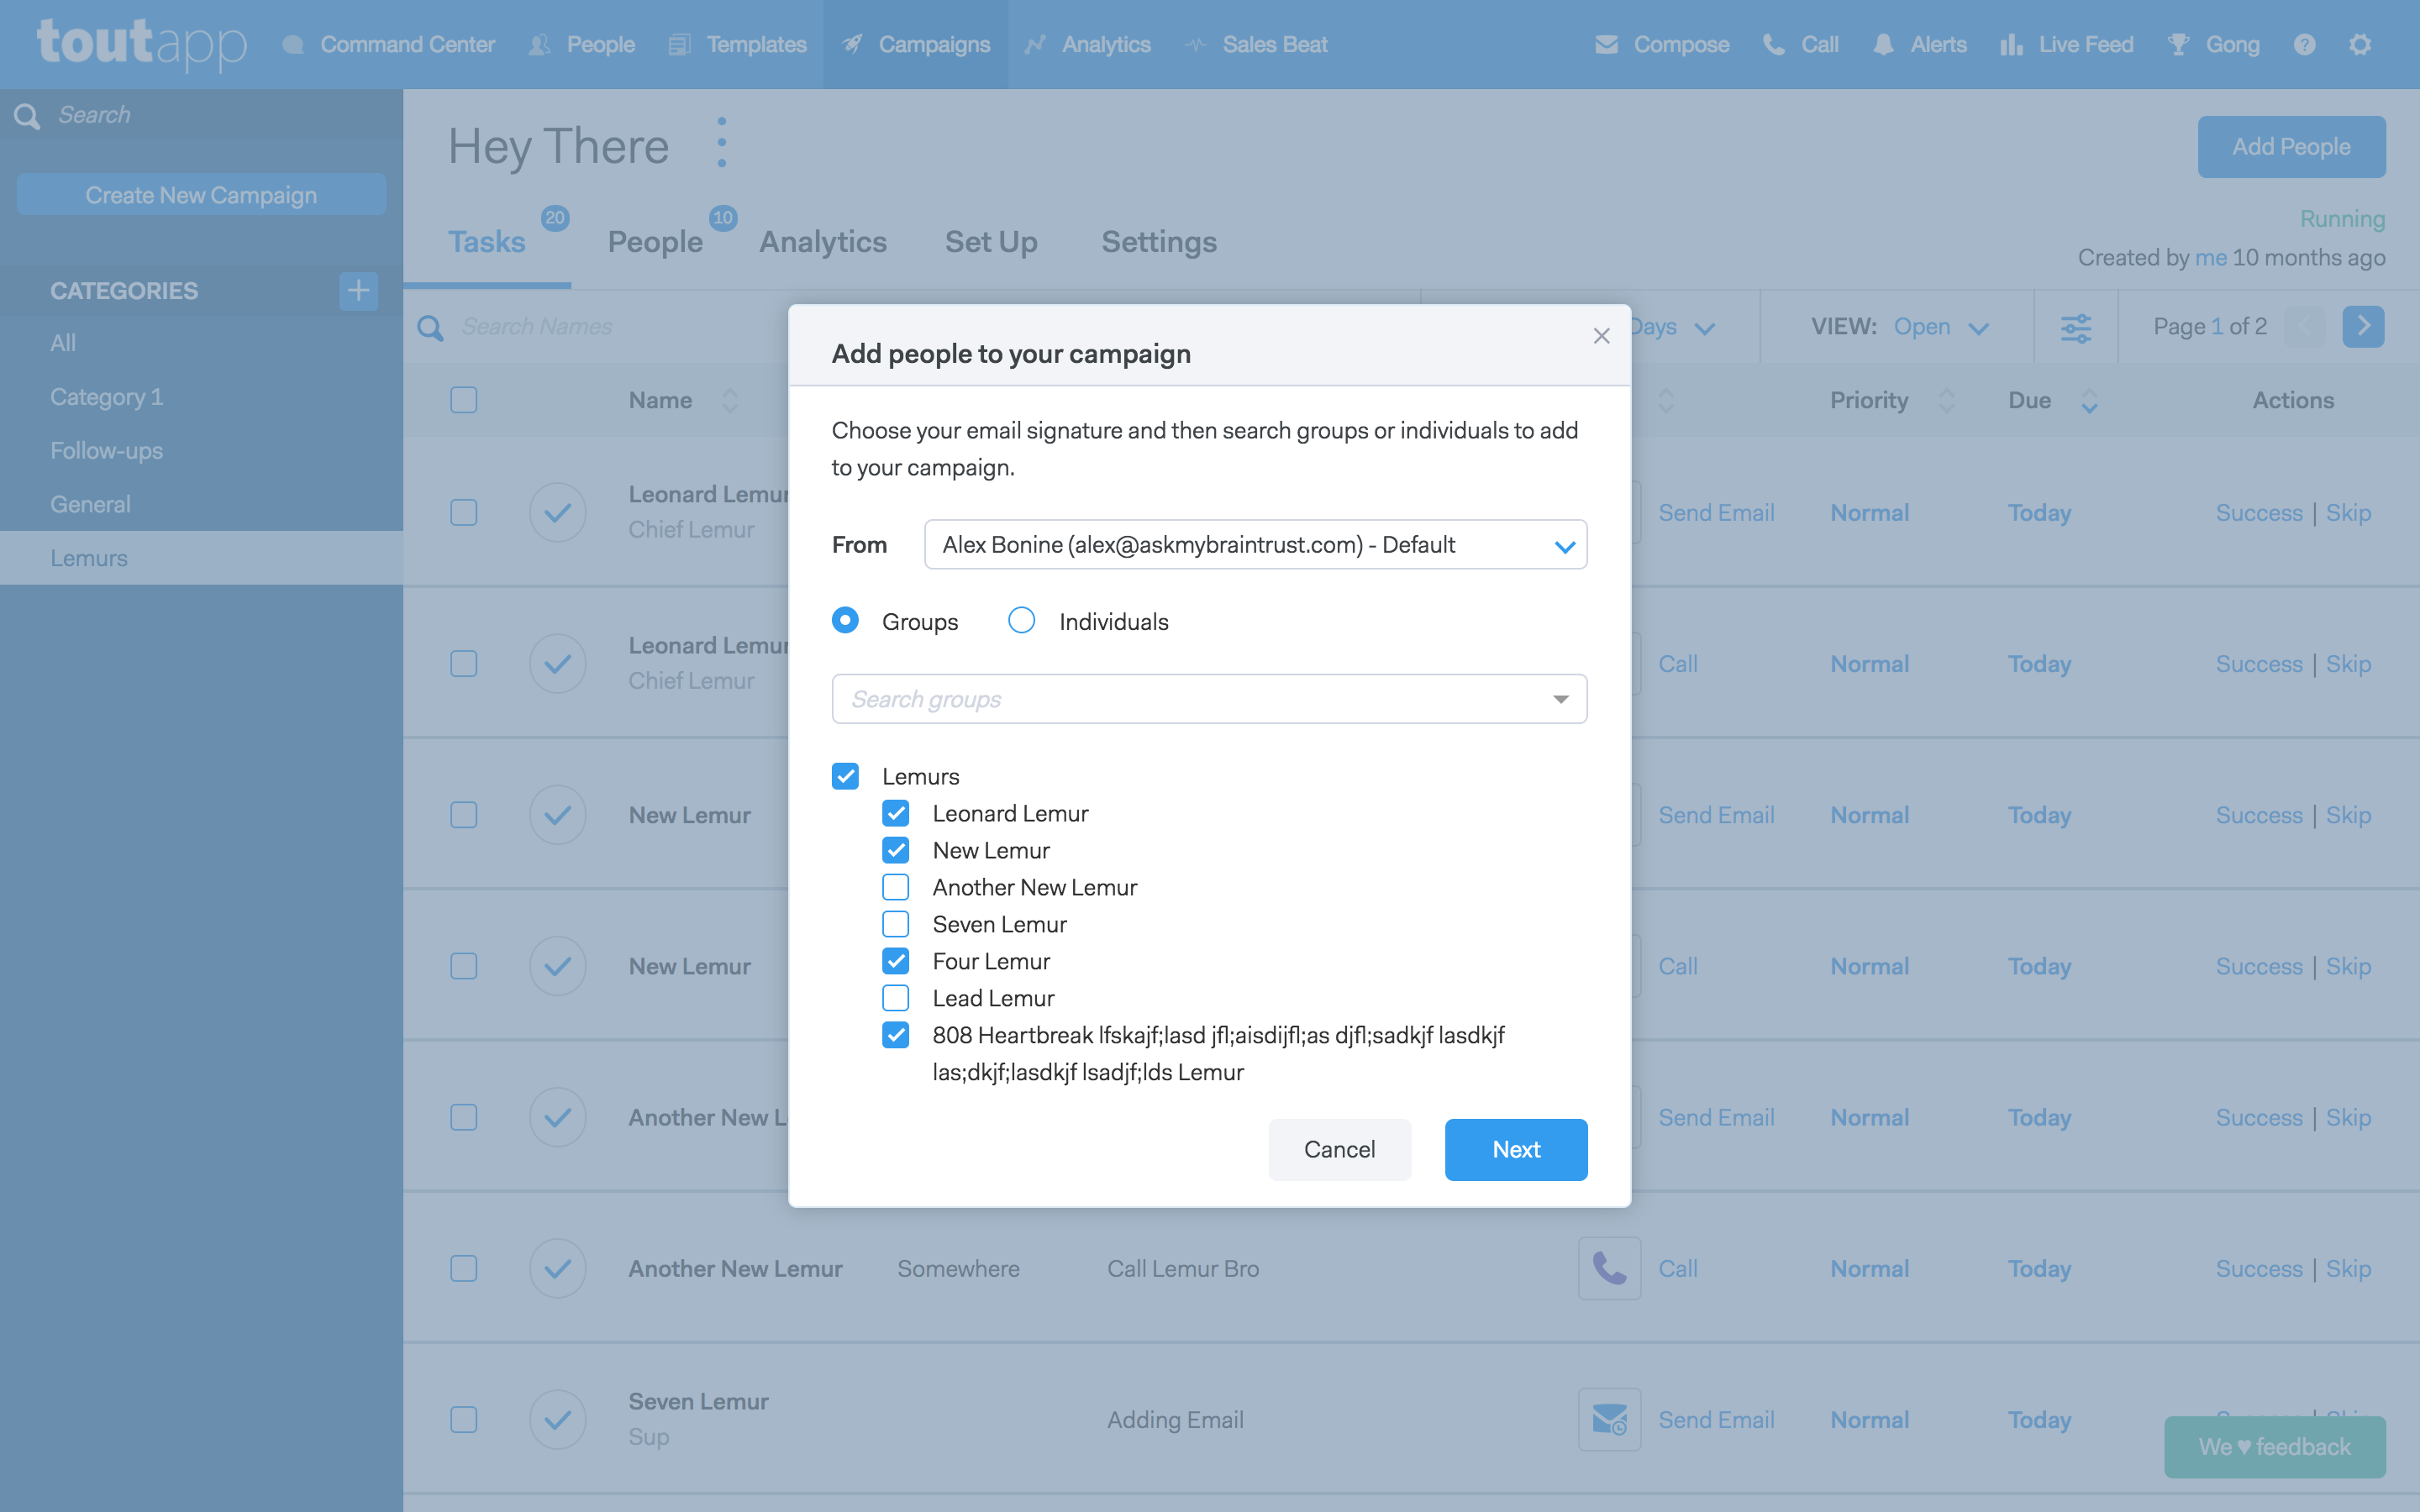 toutapp
Command Center
People
Templates
Campaigns
Analytics
Sales Beat
Compose
Call
Alerts
Live Feed
Gong
?
Search
Create New Campaign
CATEGORIES
All
Category 1
Follow-ups
General
Lemurs
Hey There
Add People
Running
Created by me 10 months ago
Tasks 20
People 10
Analytics
Set Up
Settings
Search Names
Days
VIEW: Open
Page 1 of 2
Name
Priority
Due
Actions
Leonard Lemur
Chief Lemur
Send Email
Normal
Today
Success | Skip
Leonard Lemur
Chief Lemur
Call
Normal
Today
Success | Skip
New Lemur
Send Email
Normal
Today
Success | Skip
New Lemur
Call
Normal
Today
Success | Skip
Another New L
Send Email
Normal
Today
Success | Skip
Another New Lemur
Somewhere
Call Lemur Bro
Call
Normal
Today
Success | Skip
Seven Lemur
Sup
Adding Email
Send Email
Normal
Today
We ♥ feedback
Add people to your campaign
Choose your email signature and then search groups or individuals to add
to your campaign.
From
Alex Bonine (alex@askmybraintrust.com) - Default
Groups
Individuals
Search groups
Lemurs
Leonard Lemur
New Lemur
Another New Lemur
Seven Lemur
Four Lemur
Lead Lemur
808 Heartbreak lfskajf;lasd jfl;aisdijfl;as djfl;sadkjf lasdkjf
las;dkjf;lasdkjf lsadjf;lds Lemur
Cancel
Next